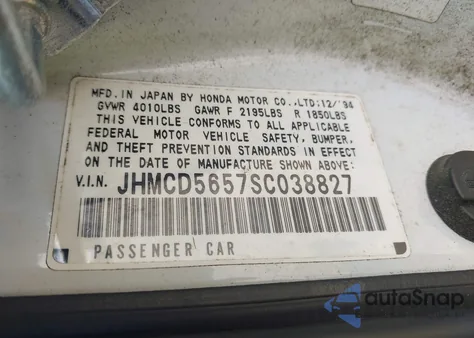 MFD. IN JAPAN BY HONDA MOTOR CO.,LTD:12/'94
GVWR 4010LBS GAWR F 2195LBS R 1850LBS
THIS VEHICLE CONFORMS TO ALL APPLICABLE
FEDERAL MOTOR VEHICLE SAFETY, BUMPER,
AND THEFT PREVENTION STANDARDS IN EFFECT
ON THE DATE OF MANUFACTURE SHOWN ABOVE:
V.I.N. JHMCD5657SC038827
PASSENGER CAR
autoSnap